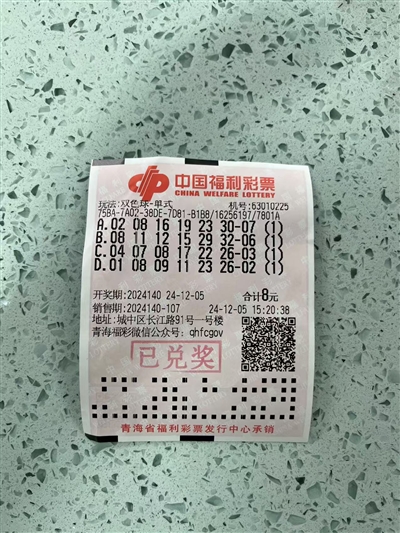 中国福利彩票
CHINA WELFARE LOTTERY
玩法:双色球-单式 机号:63010225
75BA-7A02-38DE-7D81-B1B8/16256197/7801A
A.02 08 16 19 23 30-07 (1)
B.08 11 12 15 29 32-06 (1)
C.04 07 08 17 22 26-03 (1)
D.01 08 09 11 23 26-02 (1)
开奖期:2024140 24-12-05 合计8元
销售期:2024140-107 24-12-05 15:20:38
地址:城中区长江路91号一号楼
青海福彩微信公众号: qhfcgov
已兑奖
青海省福利彩票发行中心承销